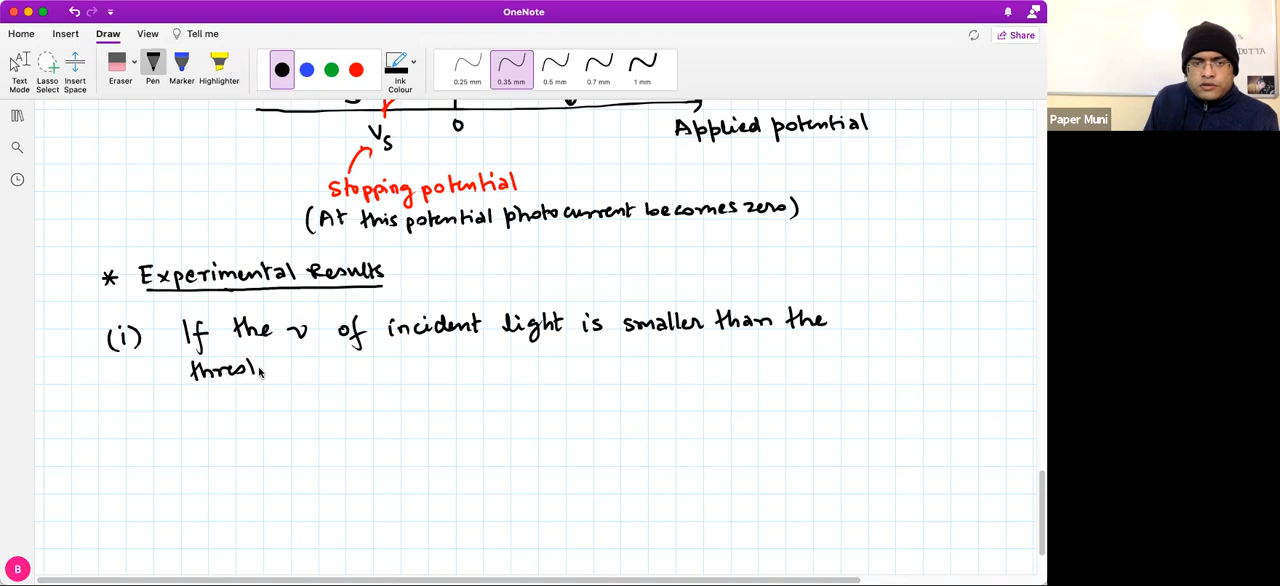 OneNote
Home Insert Draw View Tell me
Share
Text Mode
Lasso Select
Insert Space
Eraser
Pen
Marker
Highlighter
Ink Colour
0.25 mm 0.35 mm 0.5 mm 0.7 mm 1 mm
Paper Muni
Vs 0 Applied potential
Stopping potential
(At this potential photocurrent becomes zero)
* Experimental Results
(i) If the ν of incident light is smaller than the
thresh
B